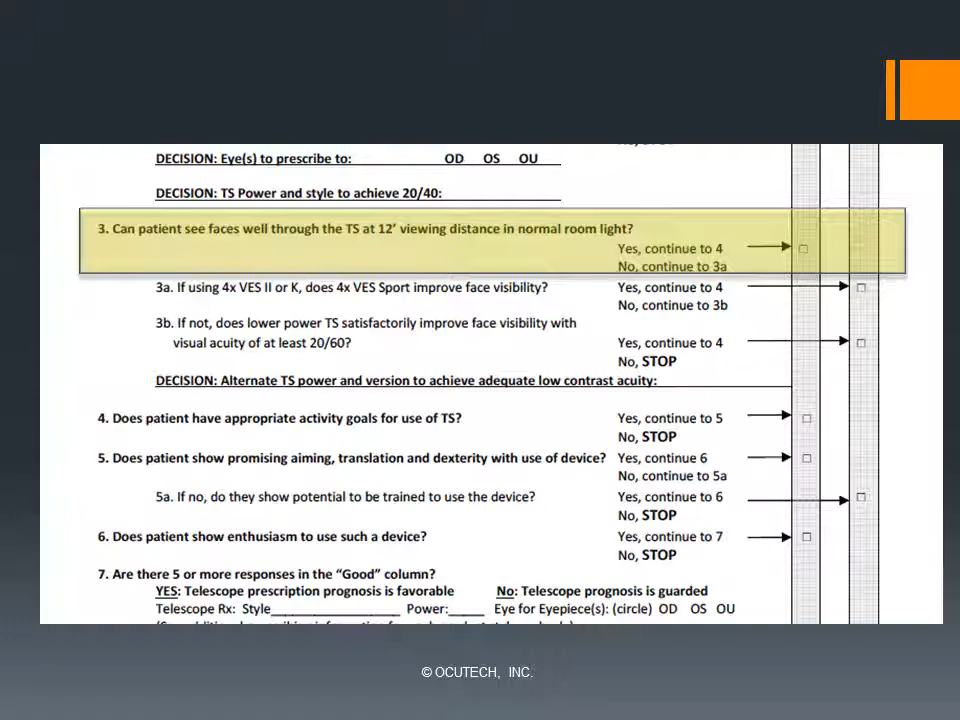 DECISION: Eye(s) to prescribe to: OD OS OU
DECISION: TS Power and style to achieve 20/40:
3. Can patient see faces well through the TS at 12' viewing distance in normal room light?
Yes, continue to 4
No, continue to 3a
3a. If using 4x VES II or K, does 4x VES Sport improve face visibility? Yes, continue to 4
No, continue to 3b
3b. If not, does lower power TS satisfactorily improve face visibility with
visual acuity of at least 20/60? Yes, continue to 4
No, STOP
DECISION: Alternate TS power and version to achieve adequate low contrast acuity:
4. Does patient have appropriate activity goals for use of TS? Yes, continue to 5
No, STOP
5. Does patient show promising aiming, translation and dexterity with use of device? Yes, continue 6
No, continue to 5a
5a. If no, do they show potential to be trained to use the device? Yes, continue to 6
No, STOP
6. Does patient show enthusiasm to use such a device? Yes, continue to 7
No, STOP
7. Are there 5 or more responses in the “Good” column?
YES: Telescope prescription prognosis is favorable No: Telescope prognosis is guarded
Telescope Rx: Style____________________ Power:_____ Eye for Eyepiece(s): (circle) OD OS OU
© OCUTECH, INC.